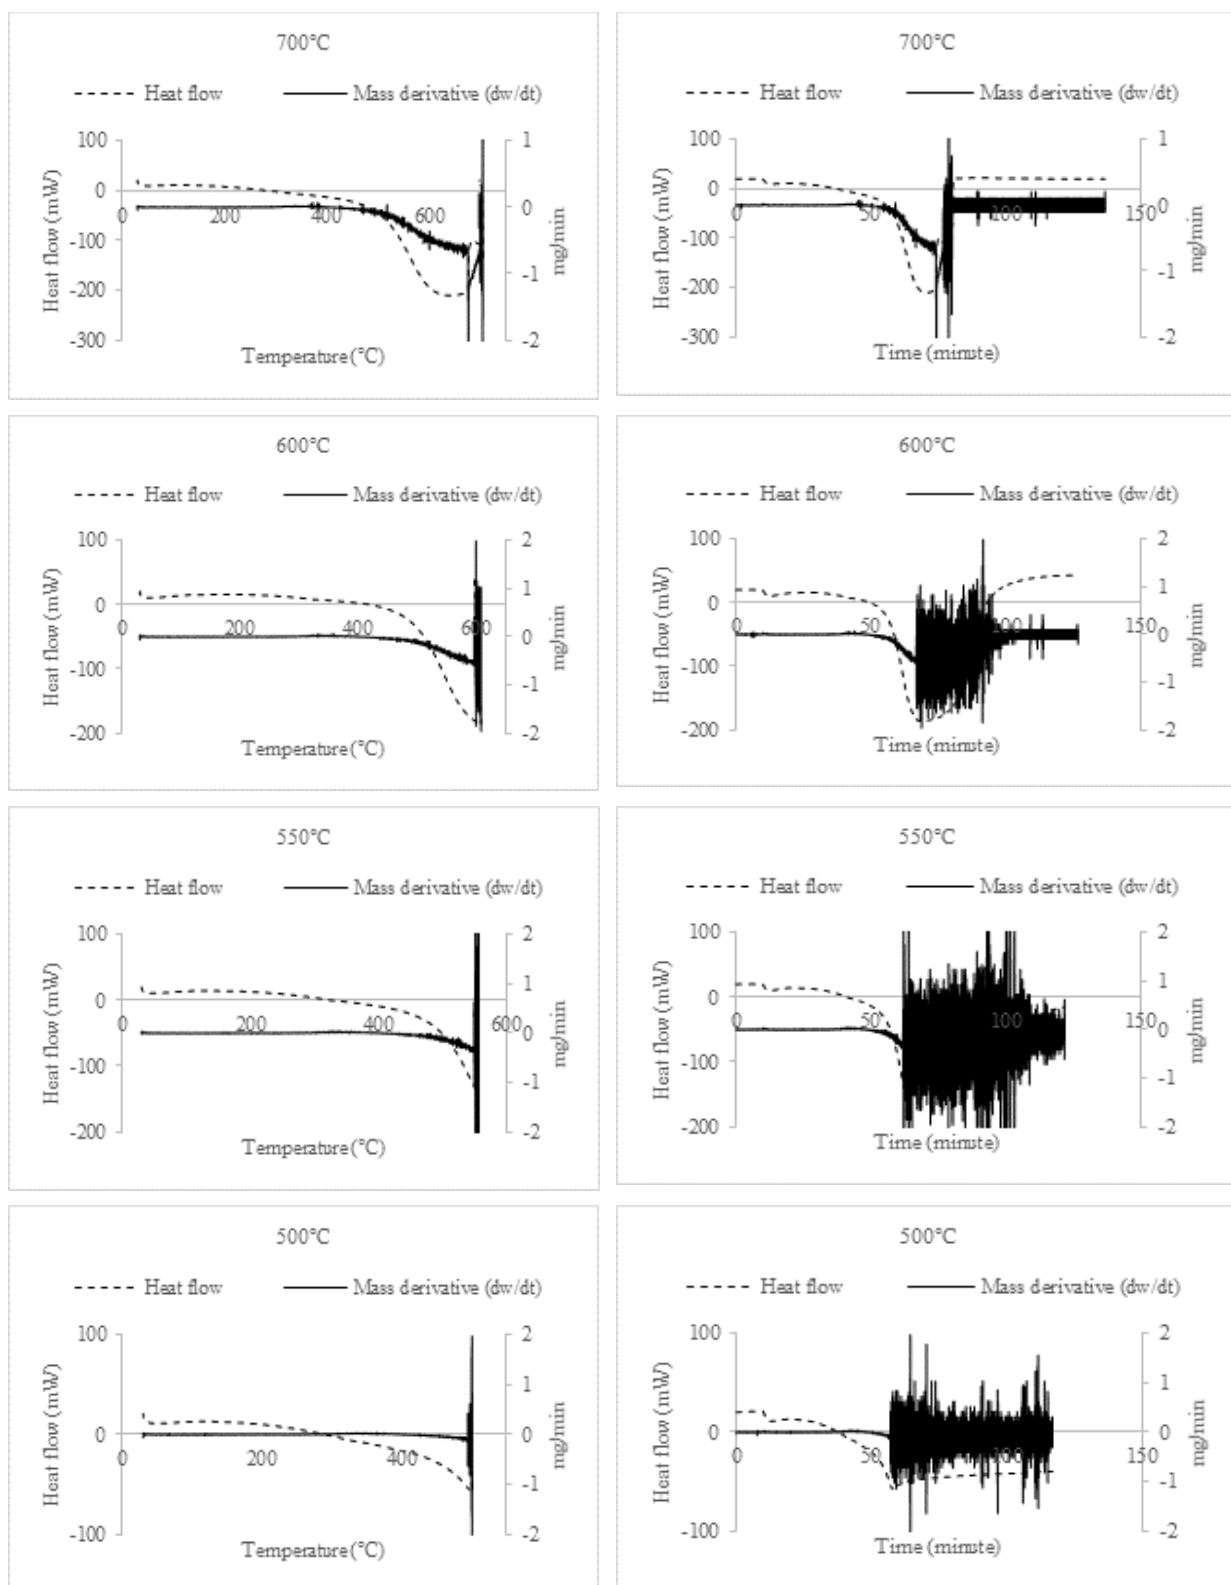 700°C
Heat flow Mass derivative (dw/dt)
100 1
0
0 200 400 600 0
-100
-1
-200
-300 -2
Heat flow (mW)
mg/min
Temperature (°C)
700°C
Heat flow Mass derivative (dw/dt)
100 1
0
0 50 100 150 0
-100
-1
-200
-300 -2
Heat flow (mW)
mg/min
Time (minute)
600°C
Heat flow Mass derivative (dw/dt)
100 2
1
0
0 200 400 600 0
-100
-1
-200 -2
Heat flow (mW)
mg/min
Temperature (°C)
600°C
Heat flow Mass derivative (dw/dt)
100 2
1
0
0 50 100 150 0
-100
-1
-200 -2
Heat flow (mW)
mg/min
Time (minute)
550°C
Heat flow Mass derivative (dw/dt)
100 2
1
0
0 200 400 600 0
-100
-1
-200 -2
Heat flow (mW)
mg/min
Temperature (°C)
550°C
Heat flow Mass derivative (dw/dt)
100 2
1
0
0 50 100 150 0
-100
-1
-200 -2
Heat flow (mW)
mg/min
Time (minute)
500°C
Heat flow Mass derivative (dw/dt)
100 2
1
0 0
0 200 400
-1
-100 -2
Heat flow (mW)
mg/min
Temperature (°C)
500°C
Heat flow Mass derivative (dw/dt)
100 2
1
0 0
0 50 100 150
-1
-100 -2
Heat flow (mW)
mg/min
Time (minute)